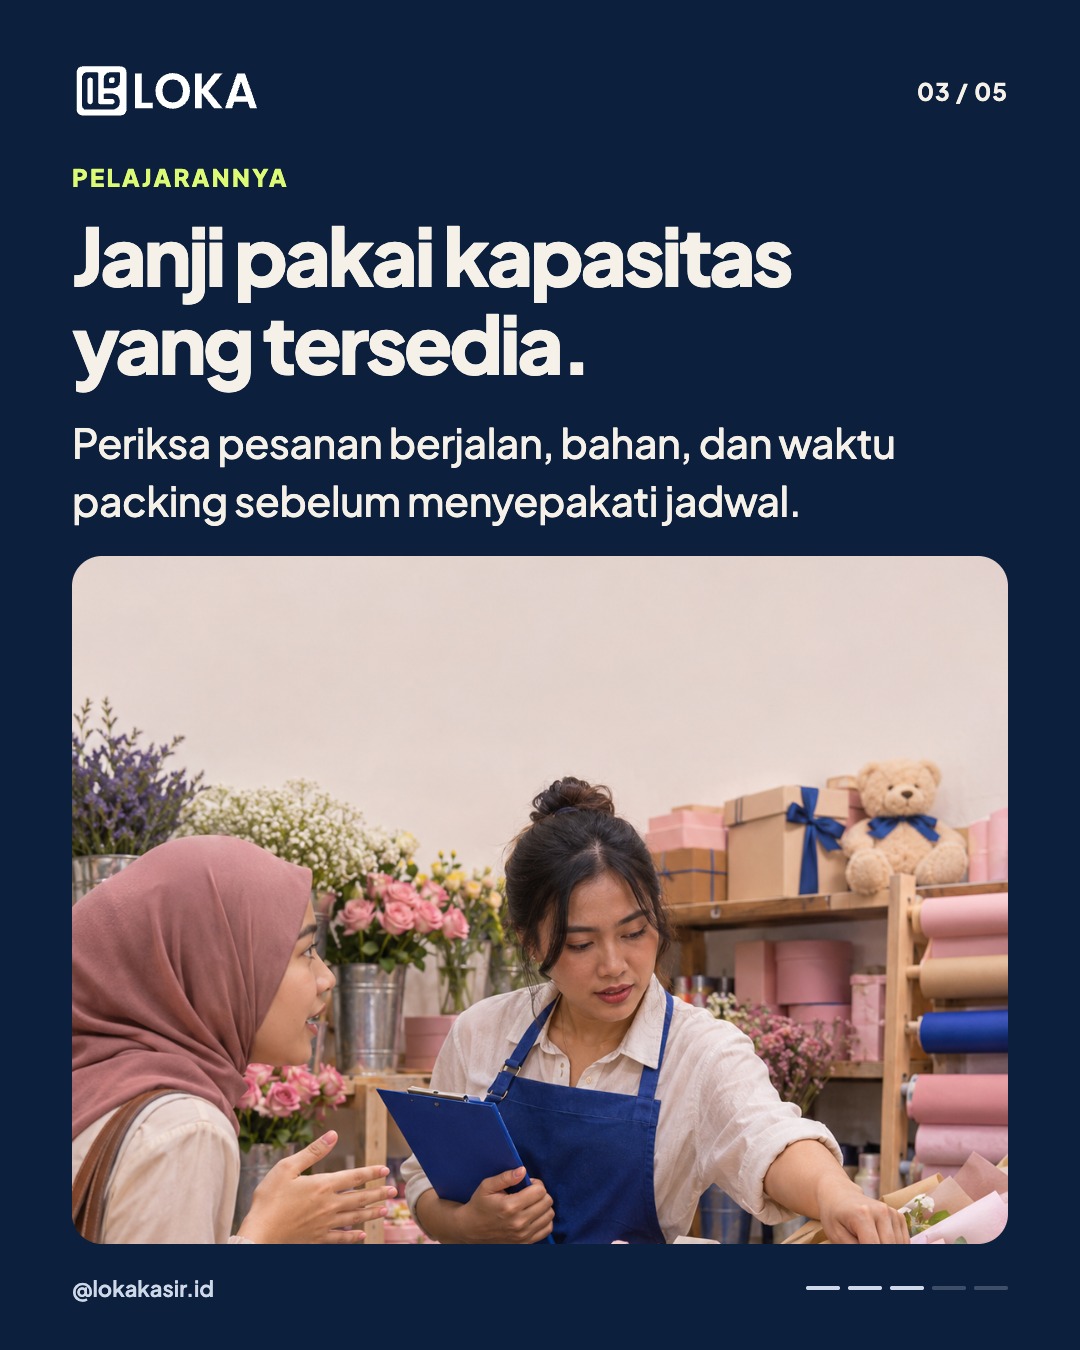 LOKA
03 / 05
PELAJARANNYA
Janji pakai kapasitas
yang tersedia.
Periksa pesanan berjalan, bahan, dan waktu
packing sebelum menyepakati jadwal.
@lokakasir.id